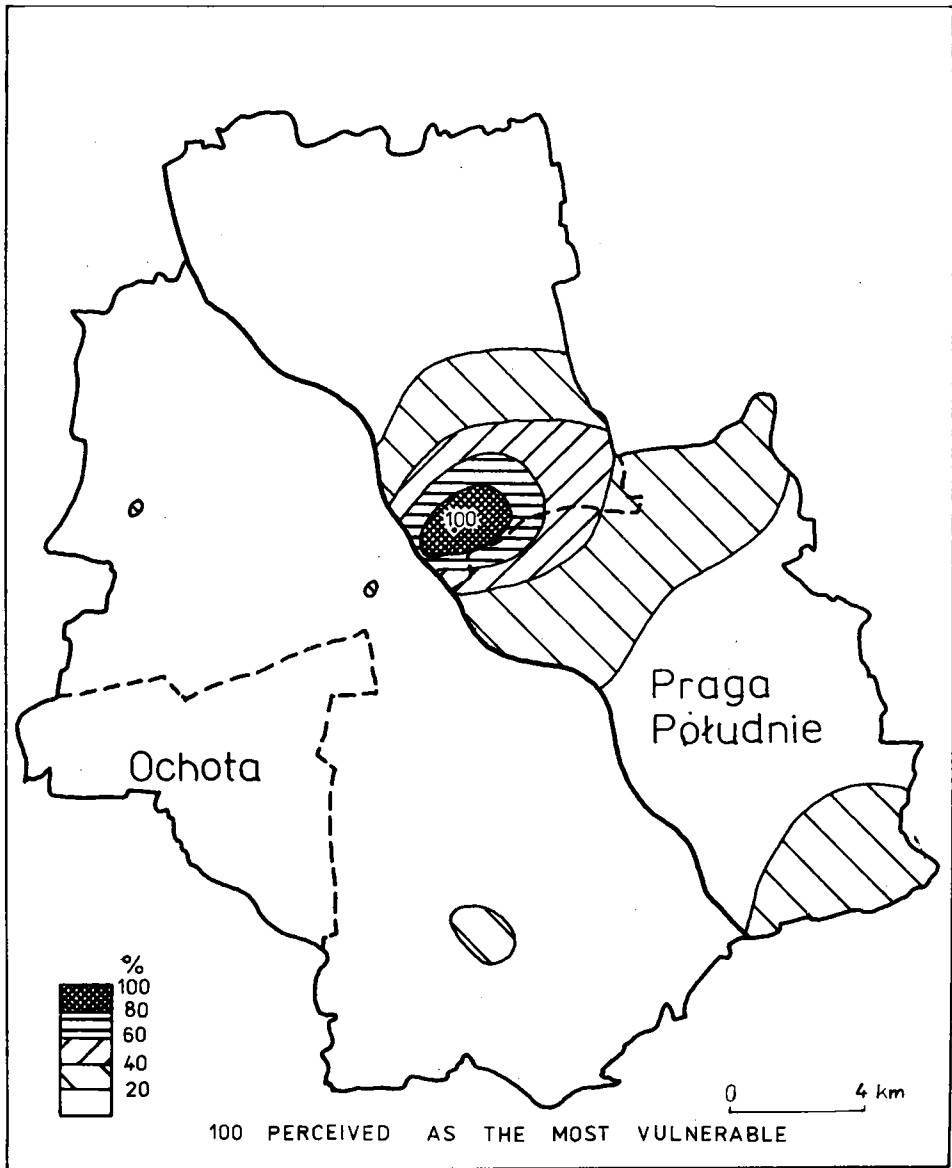 100
Praga
Południe
Ochota
%
100
80
60
40
20
0 4 km
100 PERCEIVED AS THE MOST VULNERABLE